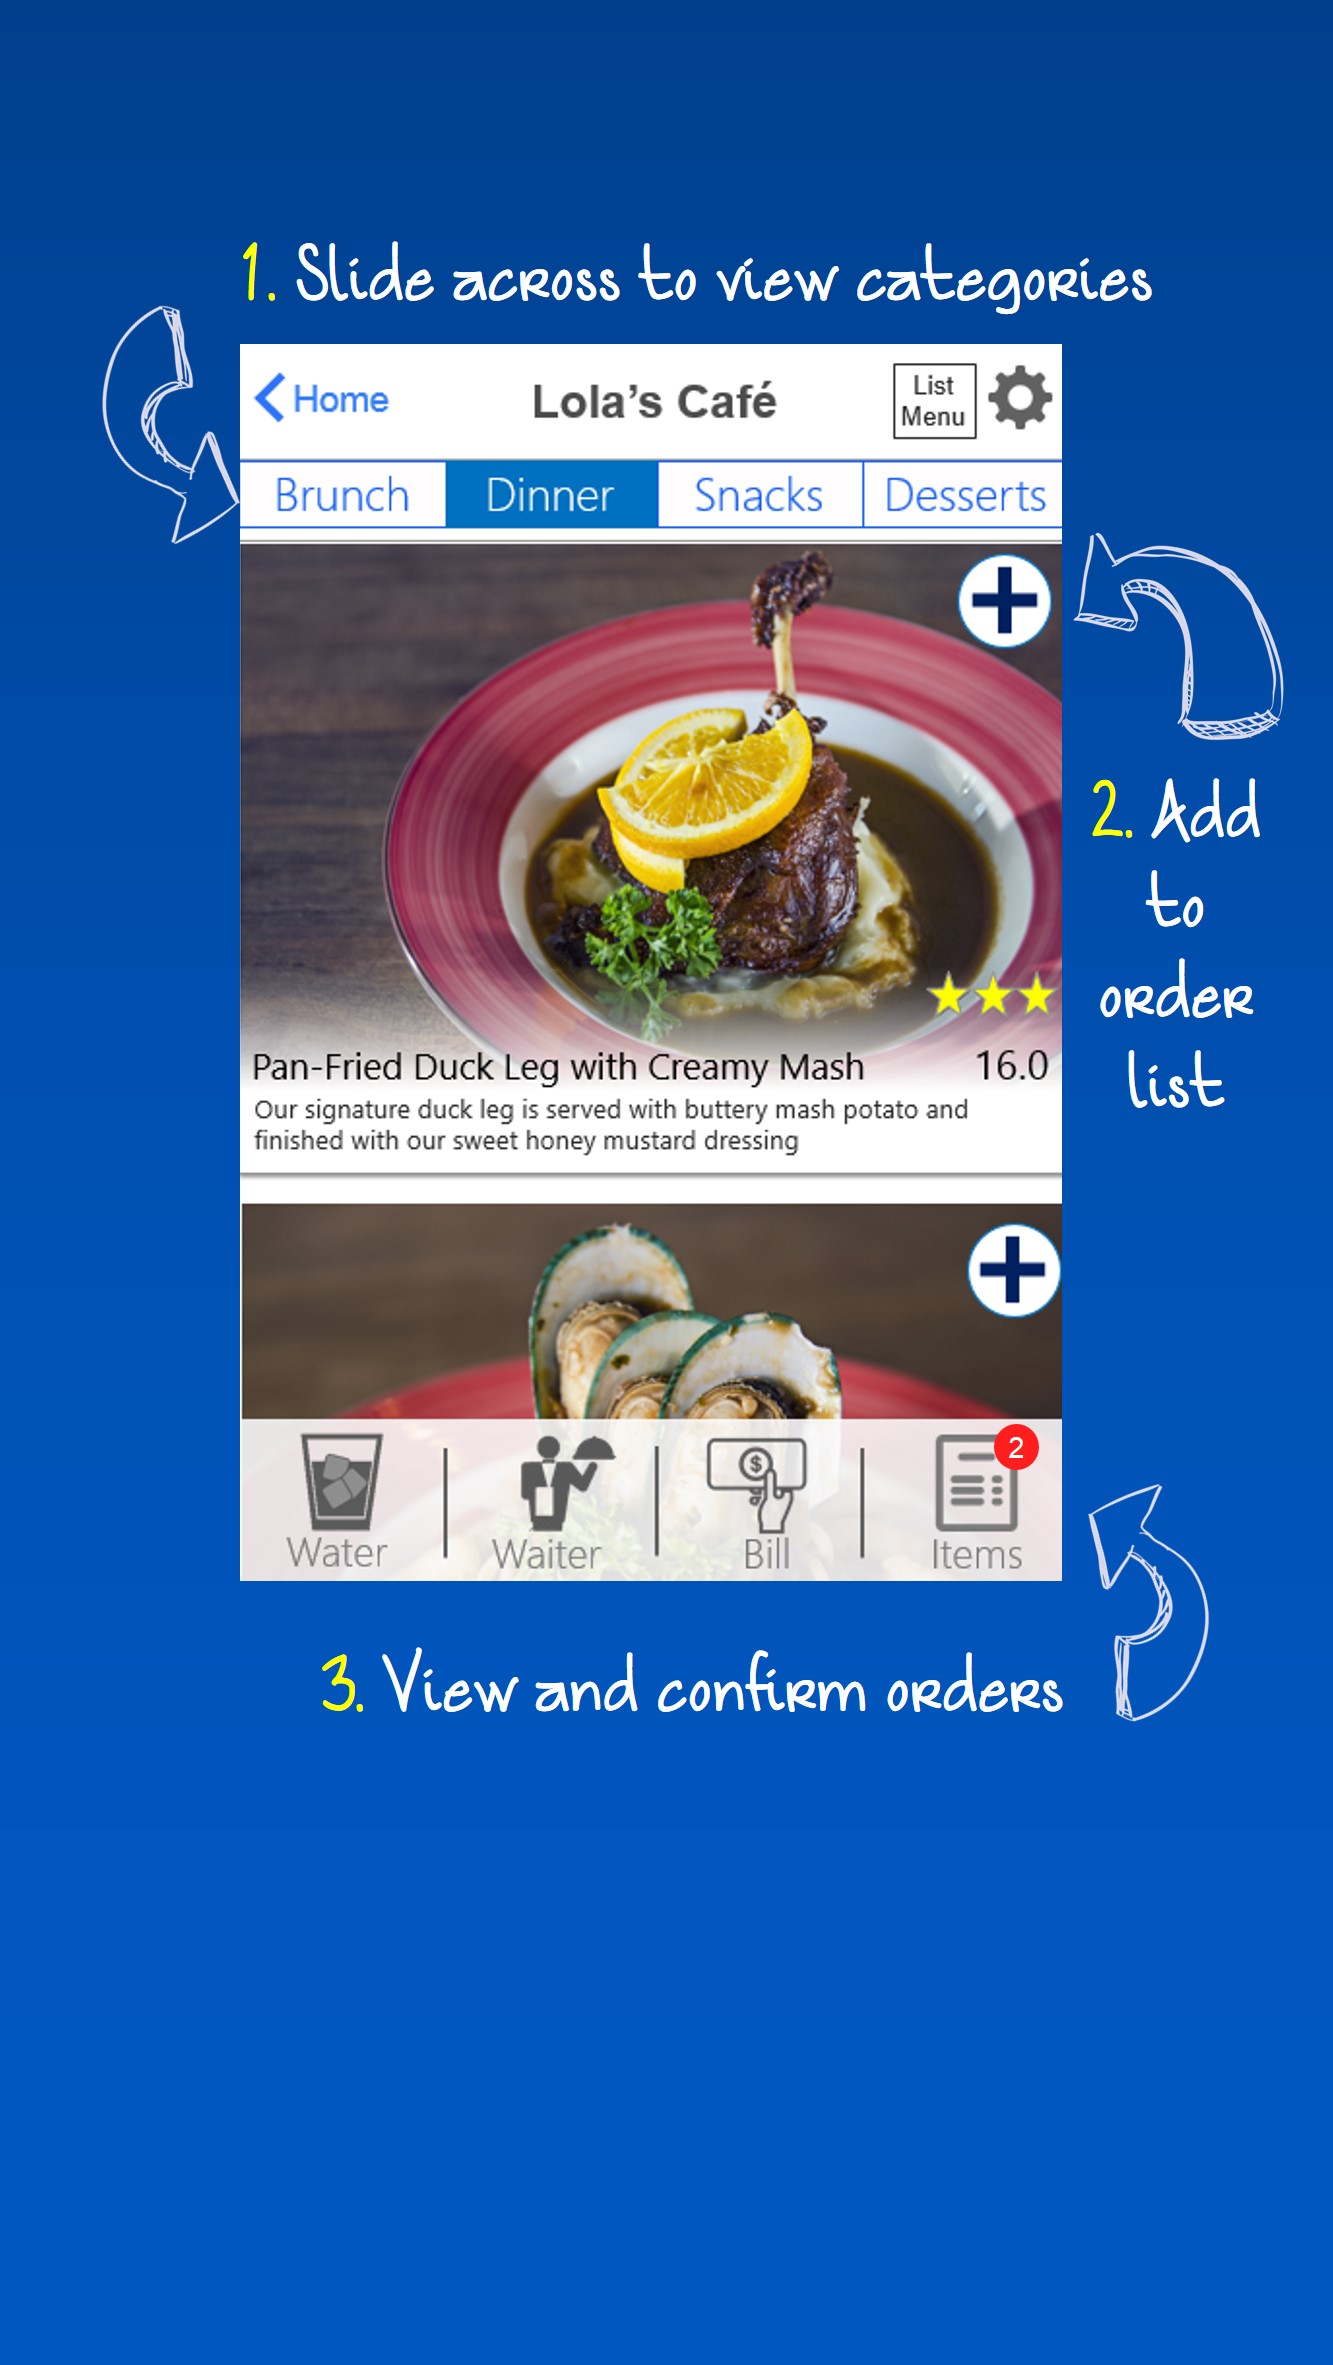 1. Slide across to view categories
Home
Lola's Café
List
Menu
Brunch
Dinner
Snacks
Desserts
2. Add
to
order
list
Pan-Fried Duck Leg with Creamy Mash
16.0
Our signature duck leg is served with buttery mash potato and
finished with our sweet honey mustard dressing
$
2
Water
Waiter
Bill
Items
3. View and confirm orders